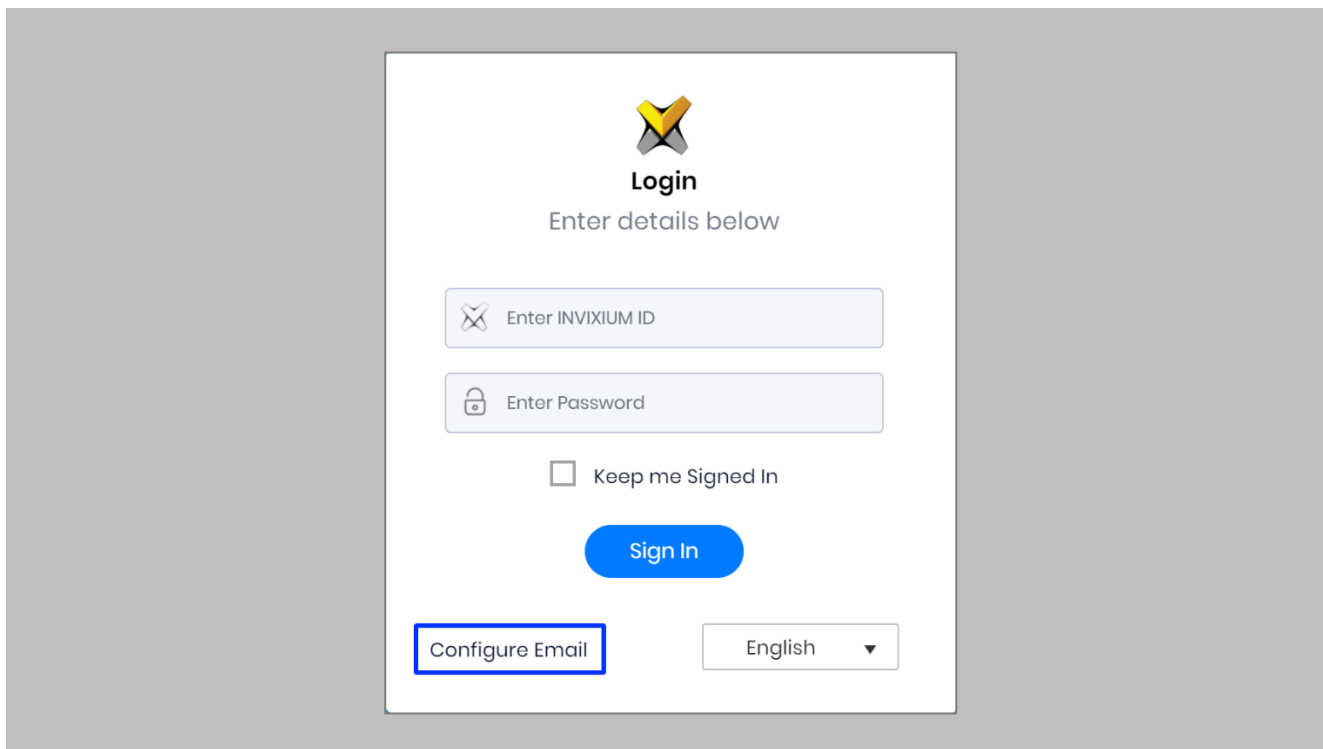 Login
Enter details below
Enter INVIXIUM ID
Enter Password
Keep me Signed In
Sign In
Configure Email
English